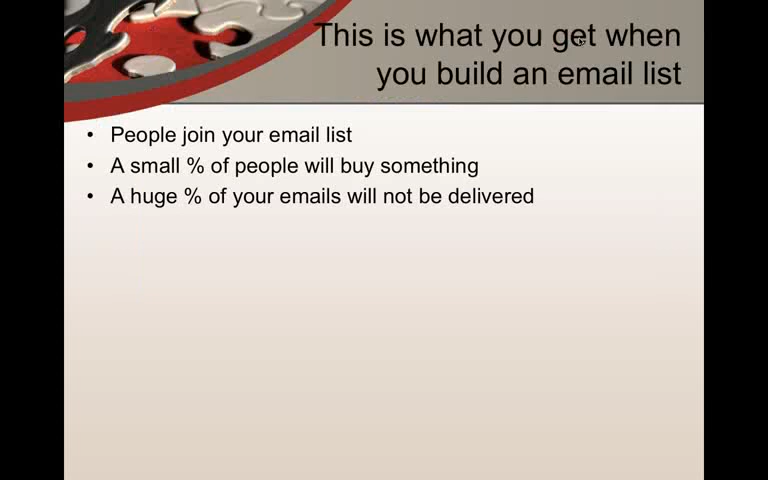 This is what you get when
you build an email list
• People join your email list
• A small % of people will buy something
• A huge % of your emails will not be delivered